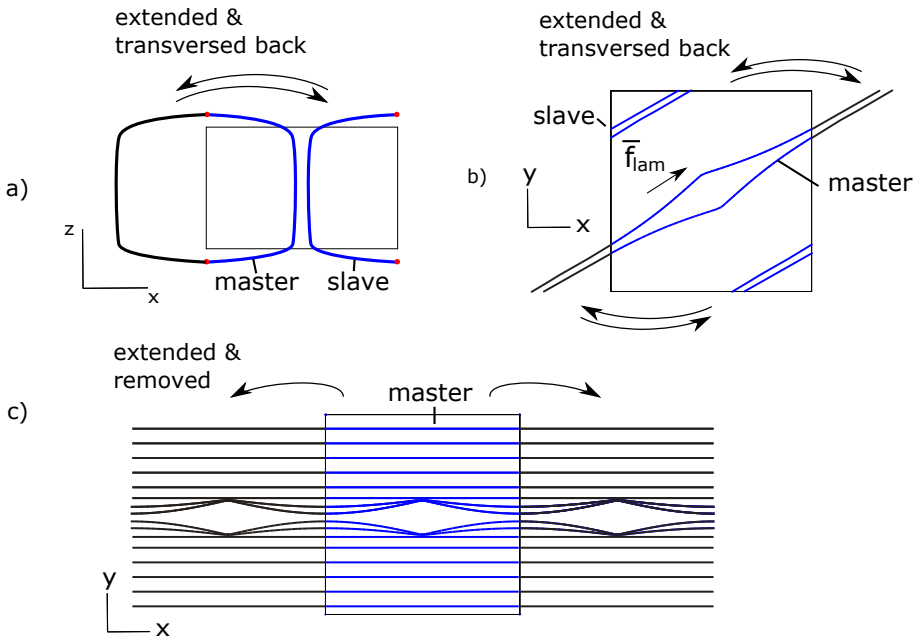 extended &
transversed back
a)
z
x
master
slave
extended &
transversed back
slave
b)
f̅lam
y
x
master
extended &
removed
c)
master
y
x